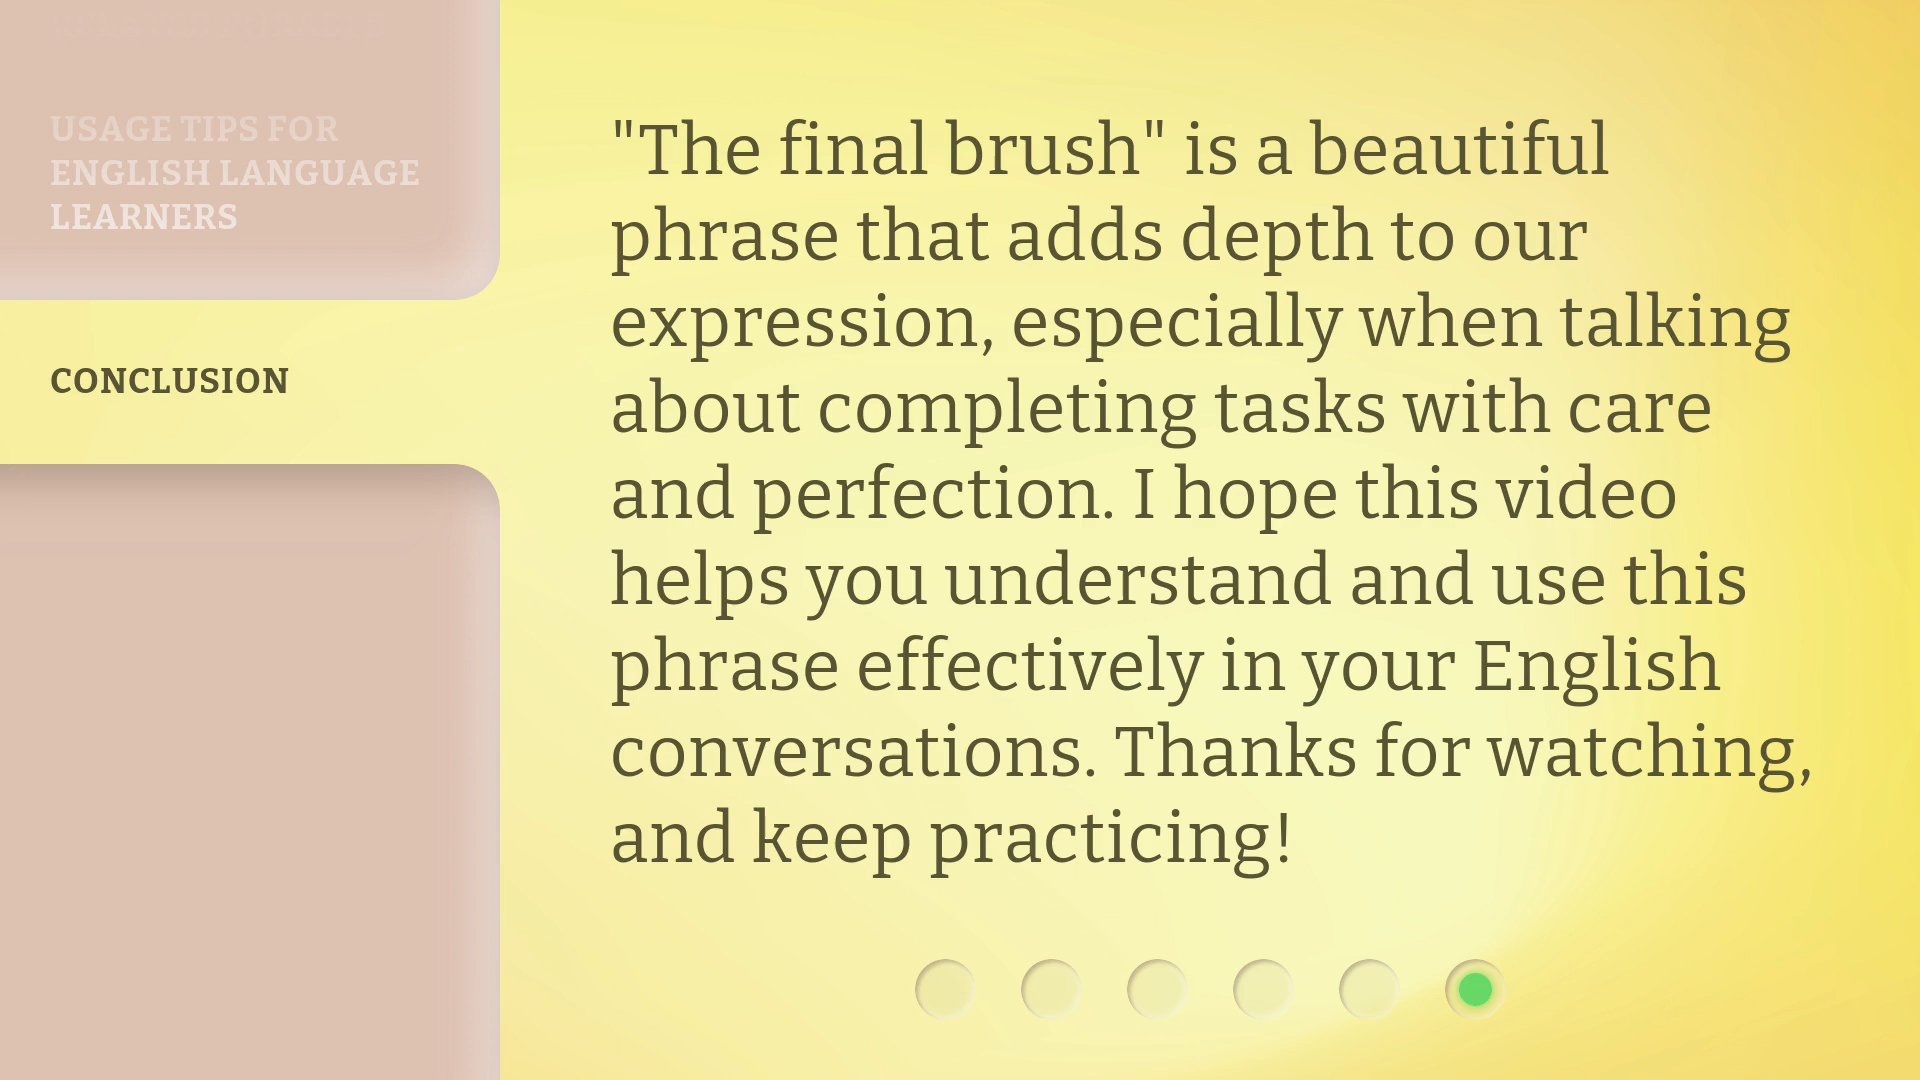 USAGE TIPS FOR
ENGLISH LANGUAGE
LEARNERS
CONCLUSION
"The final brush" is a beautiful
phrase that adds depth to our
expression, especially when talking
about completing tasks with care
and perfection. I hope this video
helps you understand and use this
phrase effectively in your English
conversations. Thanks for watching,
and keep practicing!